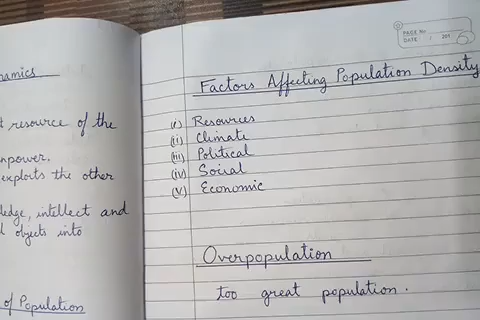 namics
t resource of the
npower.
exploits the other
ledge, intellect and
l objects into
of Population
PAGE No
DATE : 201
Factors Affecting Population Density
(i) Resources
(ii) Climate
(iii) Political
(iv) Social
(v) Economic
Overpopulation
too great population.